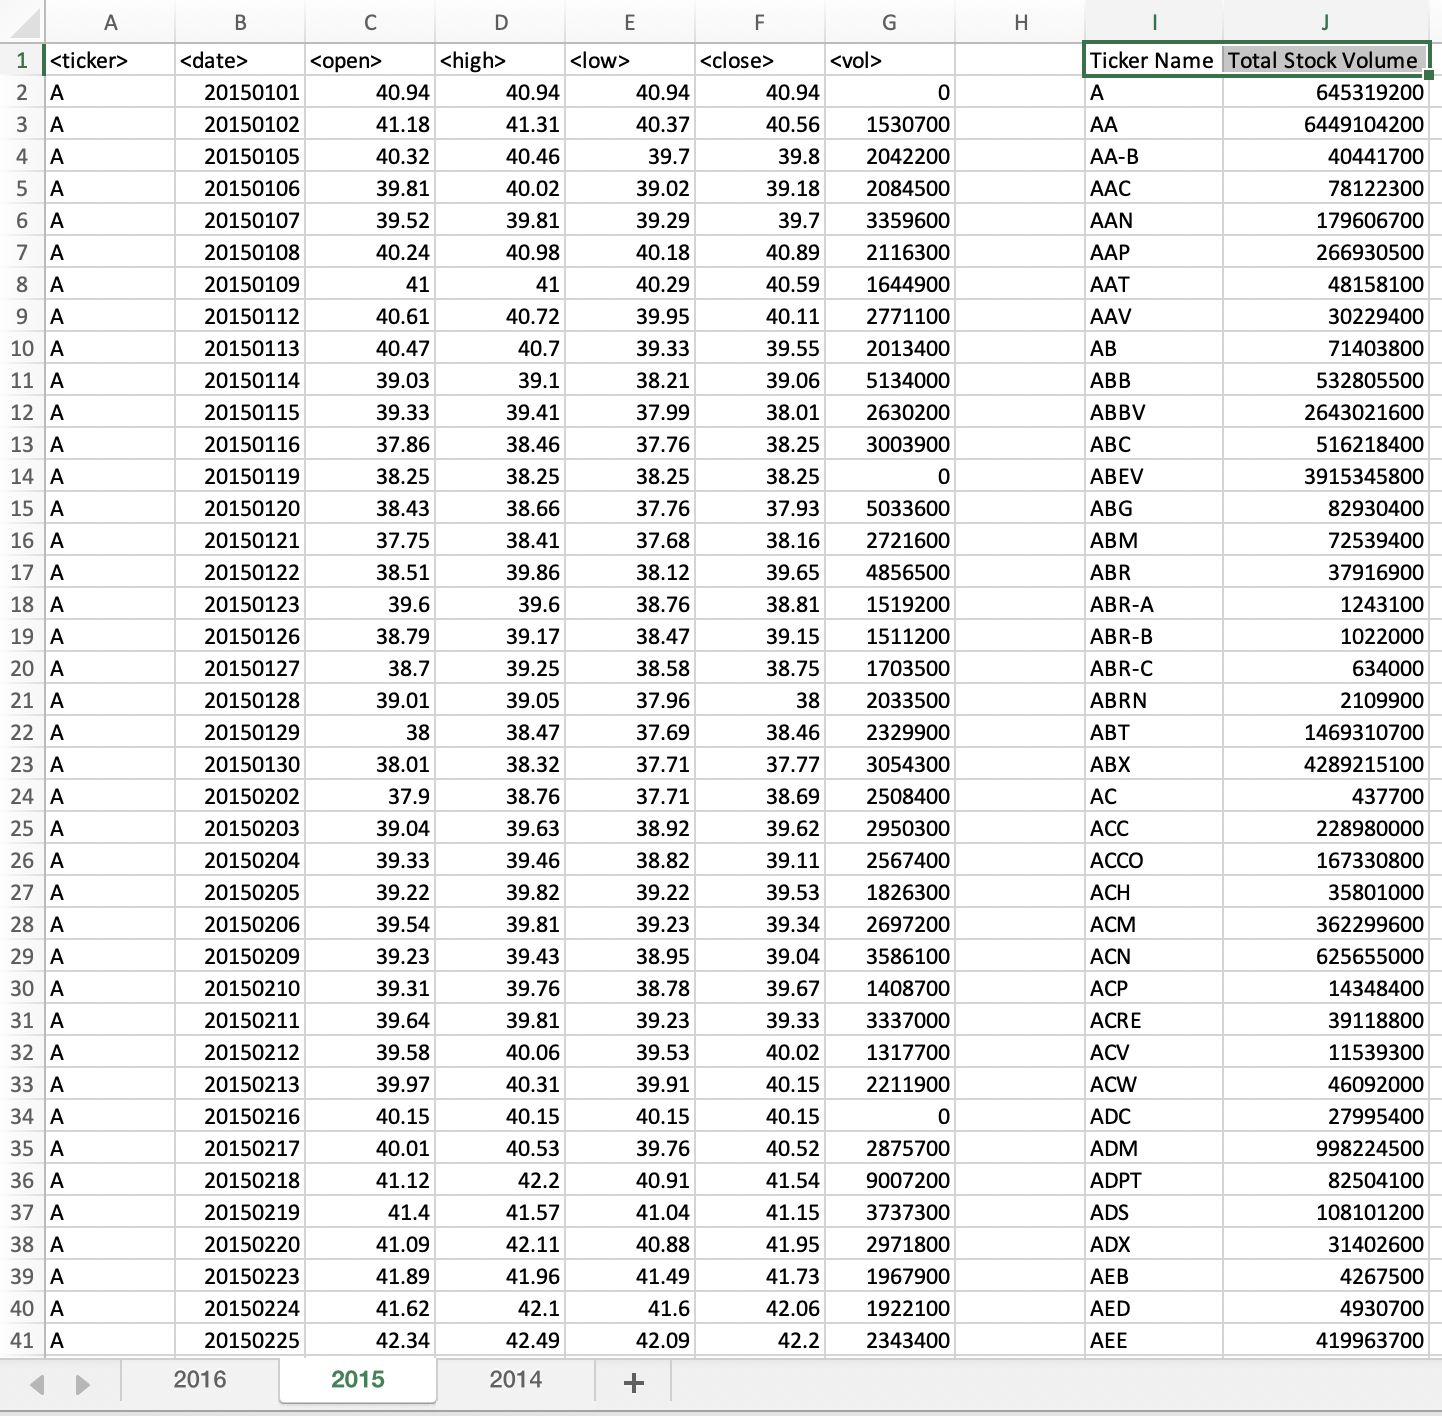 A B C D E F G H I J
1 <ticker> <date> <open> <high> <low> <close> <vol> Ticker Name Total Stock Volume
2 A 20150101 40.94 40.94 40.94 40.94 0 A 645319200
3 A 20150102 41.18 41.31 40.37 40.56 1530700 AA 6449104200
4 A 20150105 40.32 40.46 39.7 39.8 2042200 AA-B 40441700
5 A 20150106 39.81 40.02 39.02 39.18 2084500 AAC 78122300
6 A 20150107 39.52 39.81 39.29 39.7 3359600 AAN 179606700
7 A 20150108 40.24 40.98 40.18 40.89 2116300 AAP 266930500
8 A 20150109 41 41 40.29 40.59 1644900 AAT 48158100
9 A 20150112 40.61 40.72 39.95 40.11 2771100 AAV 30229400
10 A 20150113 40.47 40.7 39.33 39.55 2013400 AB 71403800
11 A 20150114 39.03 39.1 38.21 39.06 5134000 ABB 532805500
12 A 20150115 39.33 39.41 37.99 38.01 2630200 ABBV 2643021600
13 A 20150116 37.86 38.46 37.76 38.25 3003900 ABC 516218400
14 A 20150119 38.25 38.25 38.25 38.25 0 ABEV 3915345800
15 A 20150120 38.43 38.66 37.76 37.93 5033600 ABG 82930400
16 A 20150121 37.75 38.41 37.68 38.16 2721600 ABM 72539400
17 A 20150122 38.51 39.86 38.12 39.65 4856500 ABR 37916900
18 A 20150123 39.6 39.6 38.76 38.81 1519200 ABR-A 1243100
19 A 20150126 38.79 39.17 38.47 39.15 1511200 ABR-B 1022000
20 A 20150127 38.7 39.25 38.58 38.75 1703500 ABR-C 634000
21 A 20150128 39.01 39.05 37.96 38 2033500 ABRN 2109900
22 A 20150129 38 38.47 37.69 38.46 2329900 ABT 1469310700
23 A 20150130 38.01 38.32 37.71 37.77 3054300 ABX 4289215100
24 A 20150202 37.9 38.76 37.71 38.69 2508400 AC 437700
25 A 20150203 39.04 39.63 38.92 39.62 2950300 ACC 228980000
26 A 20150204 39.33 39.46 38.82 39.11 2567400 ACCO 167330800
27 A 20150205 39.22 39.82 39.22 39.53 1826300 ACH 35801000
28 A 20150206 39.54 39.81 39.23 39.34 2697200 ACM 362299600
29 A 20150209 39.23 39.43 38.95 39.04 3586100 ACN 625655000
30 A 20150210 39.31 39.76 38.78 39.67 1408700 ACP 14348400
31 A 20150211 39.64 39.81 39.23 39.33 3337000 ACRE 39118800
32 A 20150212 39.58 40.06 39.53 40.02 1317700 ACV 11539300
33 A 20150213 39.97 40.31 39.91 40.15 2211900 ACW 46092000
34 A 20150216 40.15 40.15 40.15 40.15 0 ADC 27995400
35 A 20150217 40.01 40.53 39.76 40.52 2875700 ADM 998224500
36 A 20150218 41.12 42.2 40.91 41.54 9007200 ADPT 82504100
37 A 20150219 41.4 41.57 41.04 41.15 3737300 ADS 108101200
38 A 20150220 41.09 42.11 40.88 41.95 2971800 ADX 31402600
39 A 20150223 41.89 41.96 41.49 41.73 1967900 AEB 4267500
40 A 20150224 41.62 42.1 41.6 42.06 1922100 AED 4930700
41 A 20150225 42.34 42.49 42.09 42.2 2343400 AEE 419963700
2016 2015 2014 +